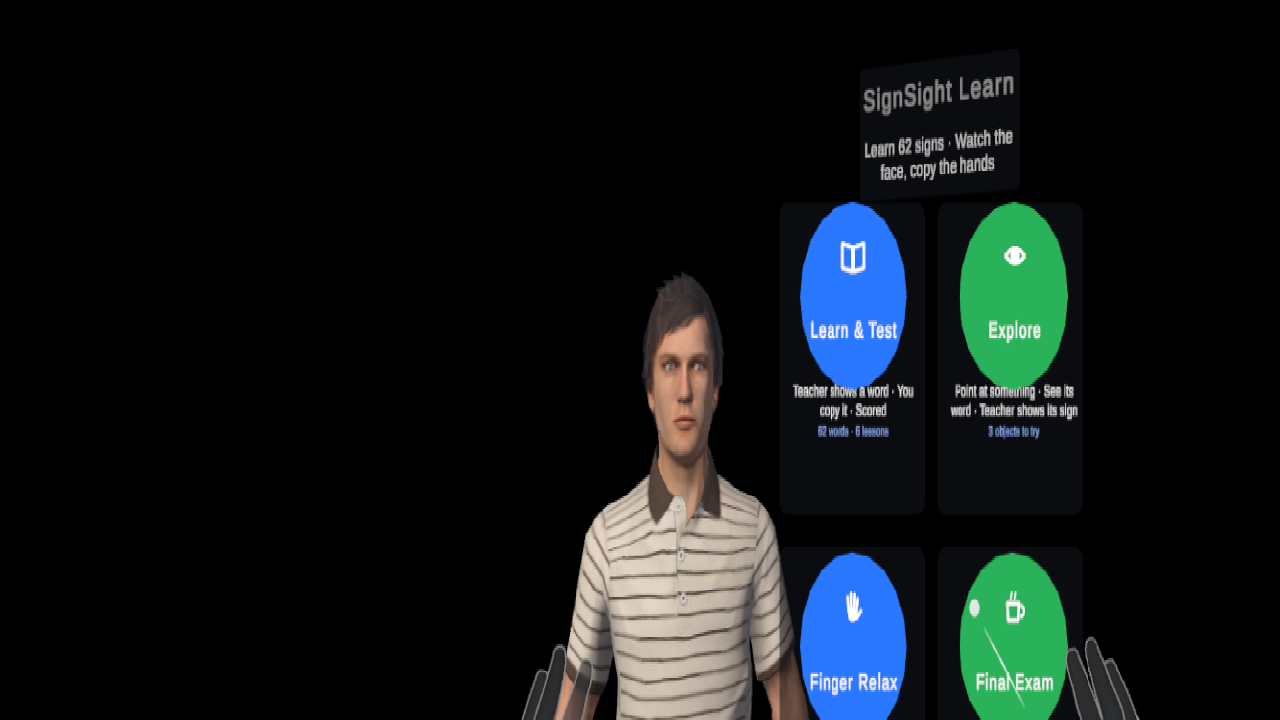 SignSight Learn
Learn 62 signs · Watch the
face, copy the hands
Learn & Test
Explore
Teacher shows a word · You
copy it · Scored
62 words · 6 lessons
Point at something · See its
word · Teacher shows its sign
3 objects to try
Finger Relax
Final Exam